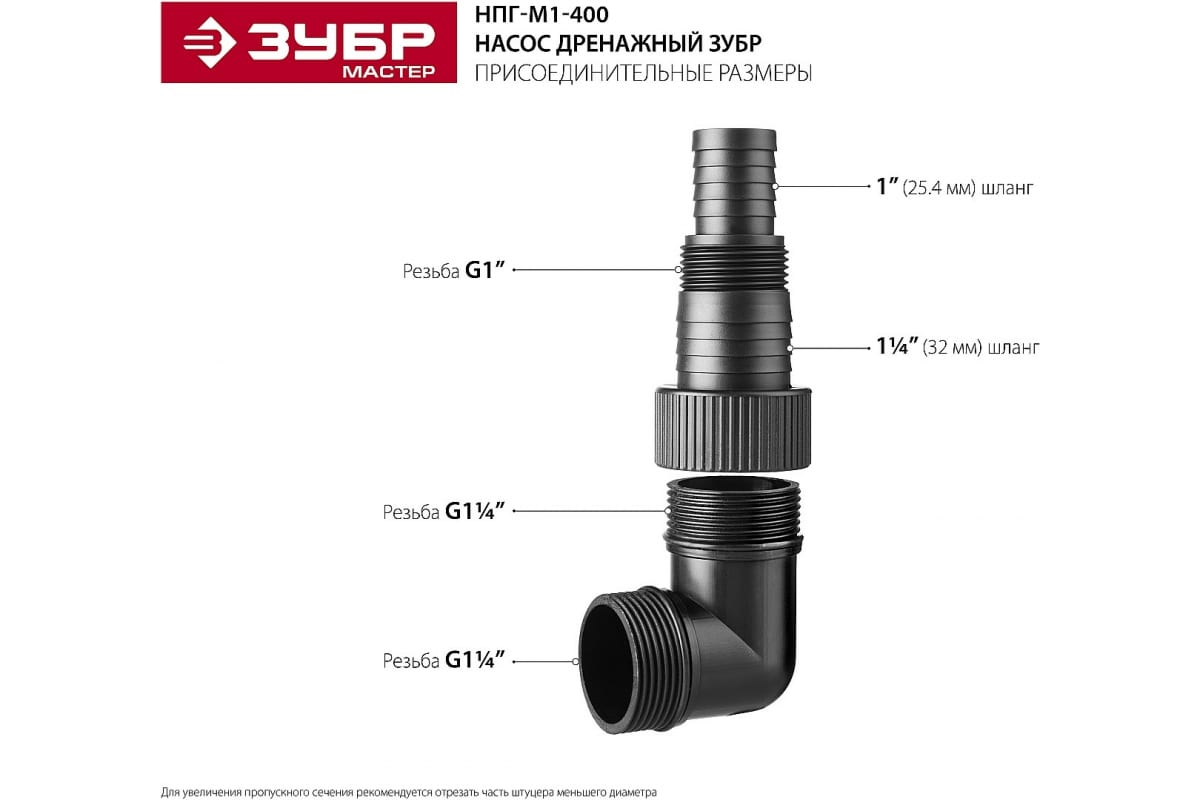 ЗУБР
МАСТЕР
НПГ-М1-400
НАСОС ДРЕНАЖНЫЙ ЗУБР
ПРИСОЕДИНИТЕЛЬНЫЕ РАЗМЕРЫ
1” (25.4 мм) шланг
Резьба G1”
1¼” (32 мм) шланг
Резьба G1¼”
Резьба G1¼”
Для увеличения пропускного сечения рекомендуется отрезать часть штуцера меньшего диаметра